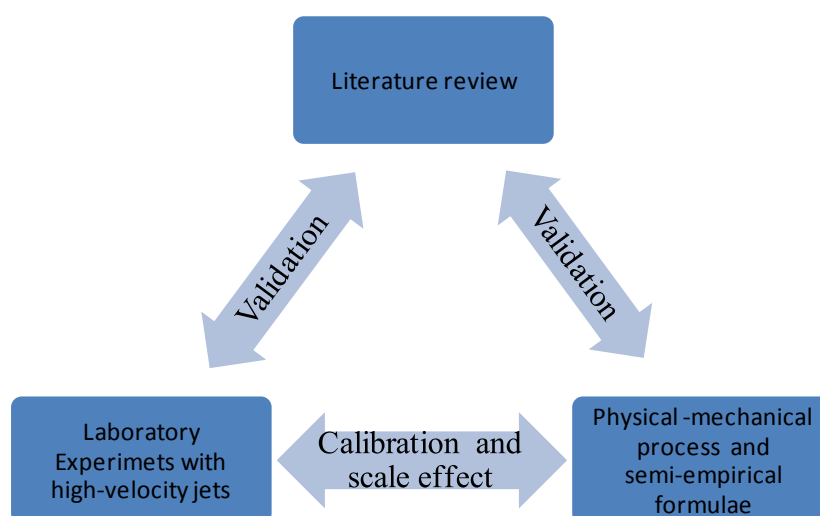 Literature review
Validation
Validation
Laboratory
Experimets with
high-velocity jets
Calibration and
scale effect
Physical -mechanical
process and
semi-empirical
formulae